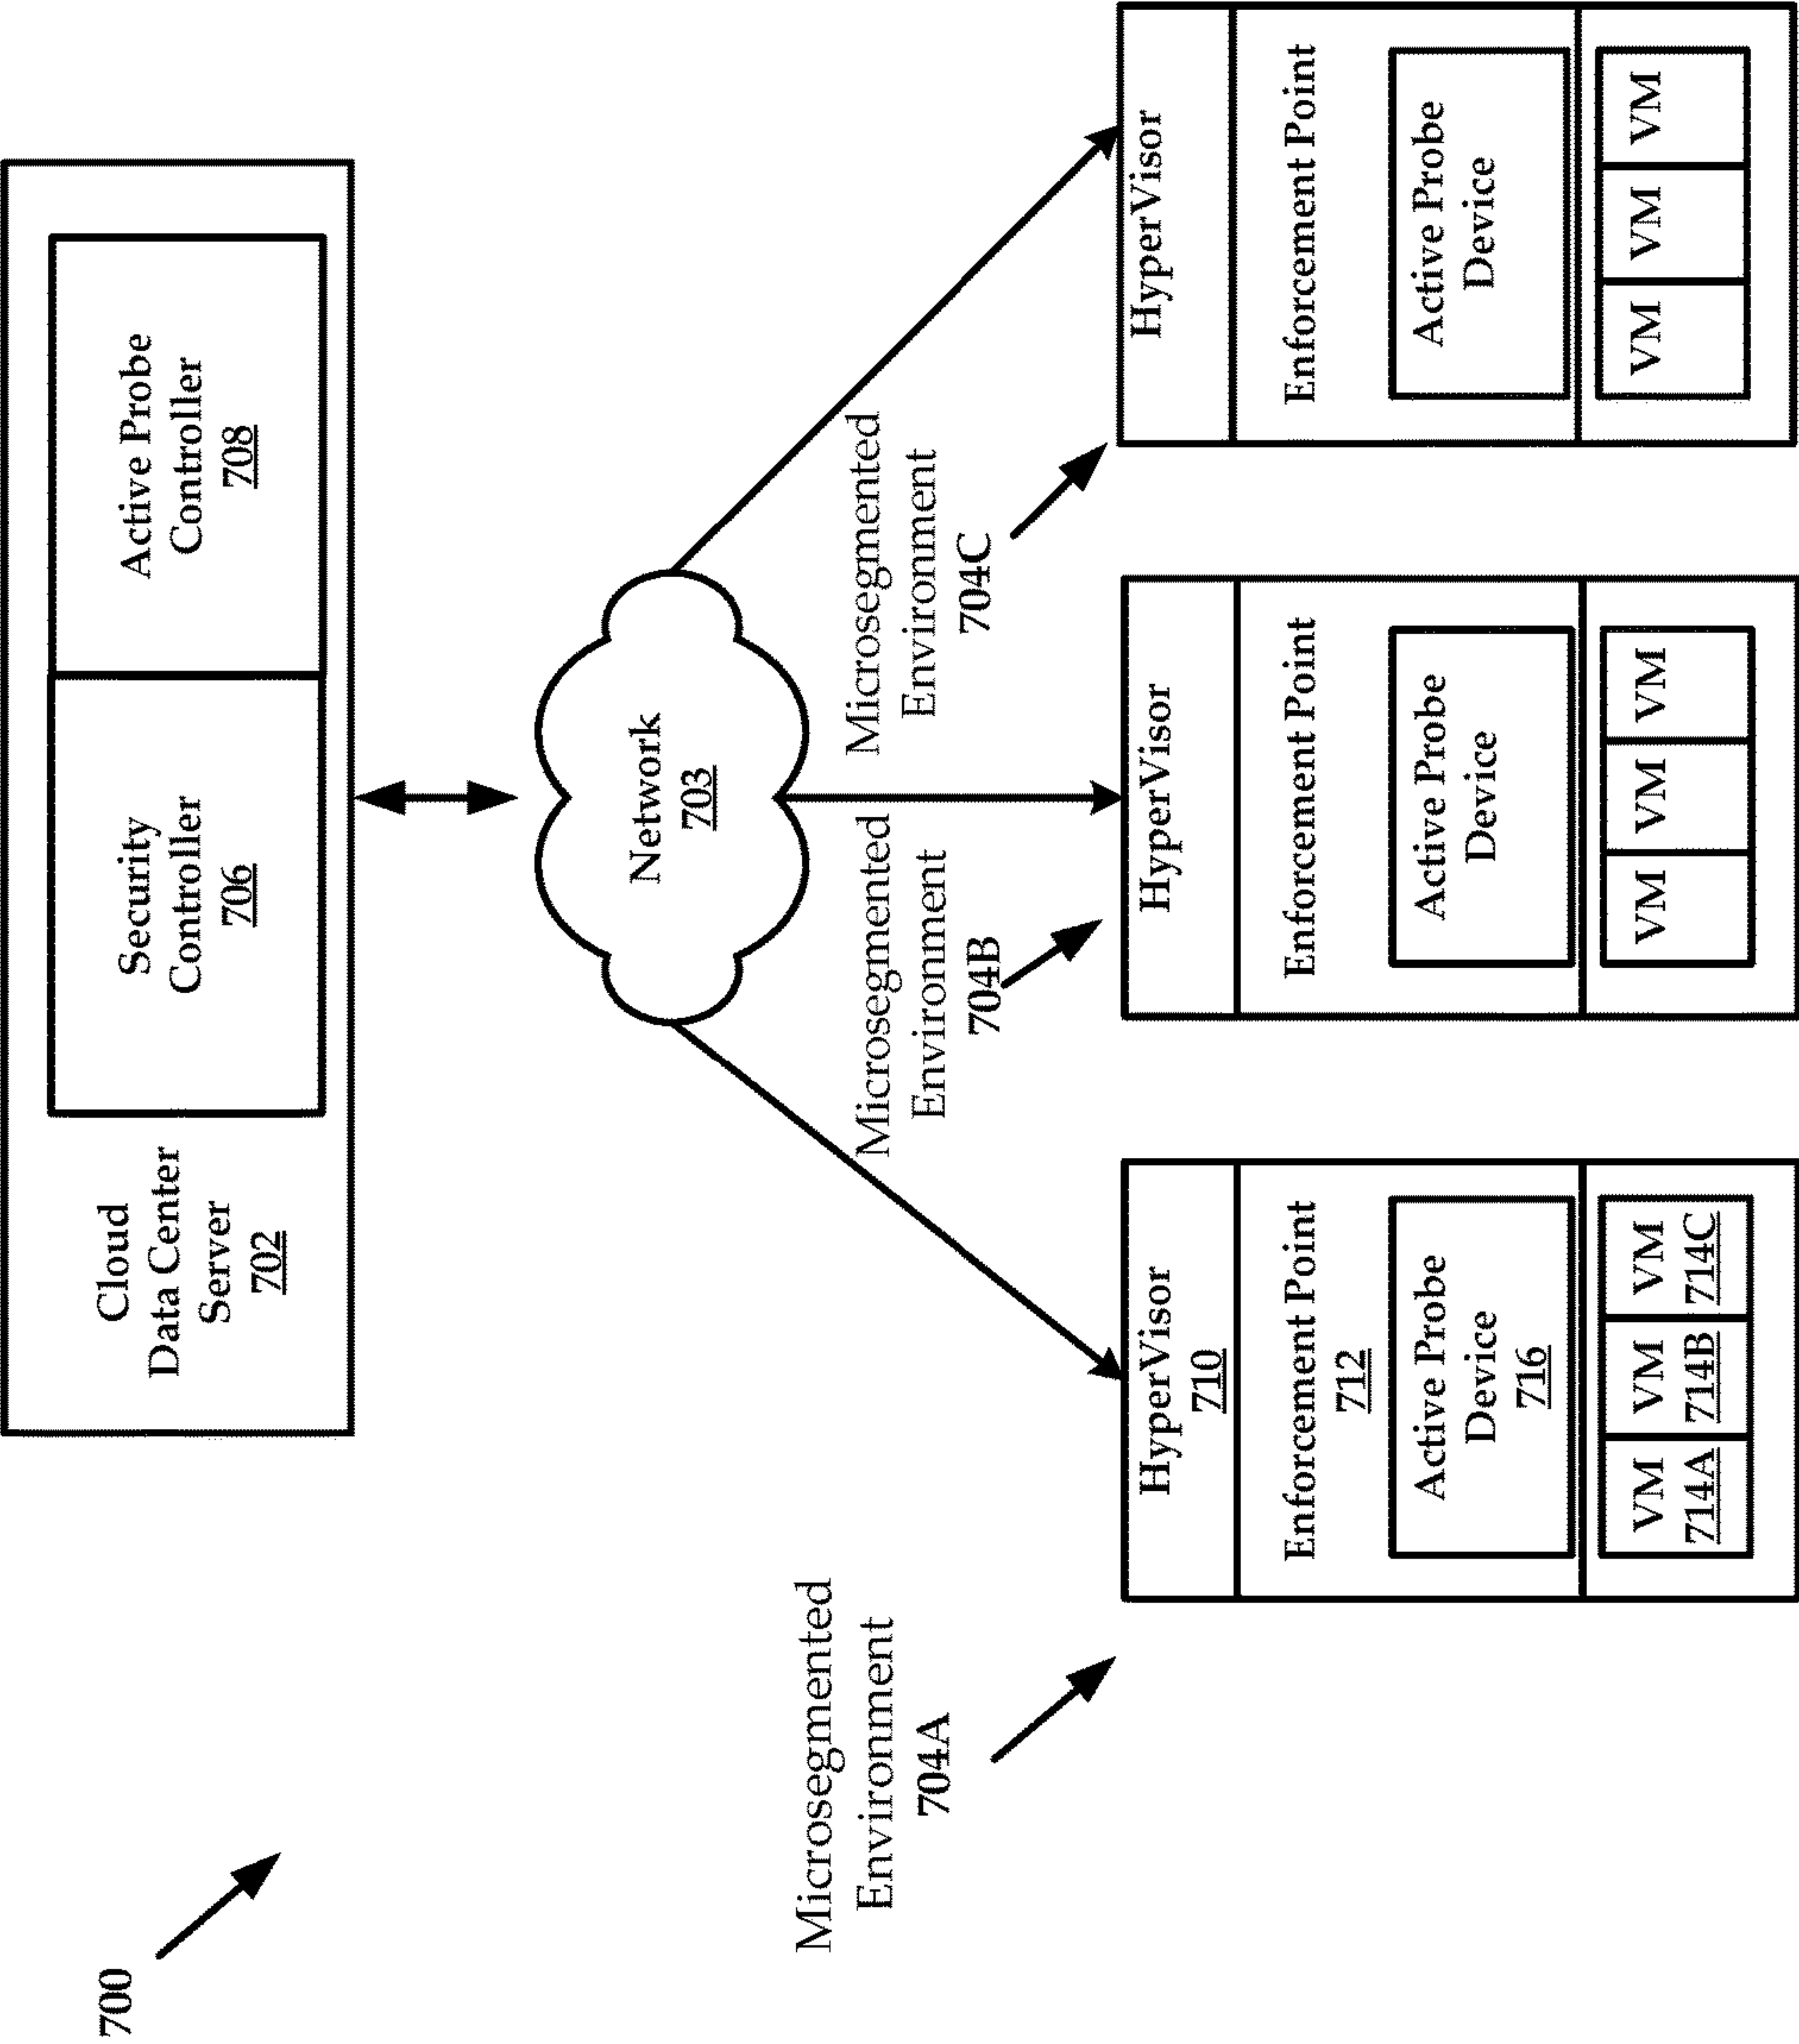 700
Cloud
Data Center
Server
702
Security
Controller
706
Active Probe
Controller
708
Network
703
Microsegmented
Environment
704A
Microsegmented
Environment
704B
Microsegmented
Environment
704C
HyperVisor
710
Enforcement Point
712
Active Probe
Device
716
VM
714A
VM
714B
VM
714C
HyperVisor
Enforcement Point
Active Probe
Device
VM
VM
VM
HyperVisor
Enforcement Point
Active Probe
Device
VM
VM
VM